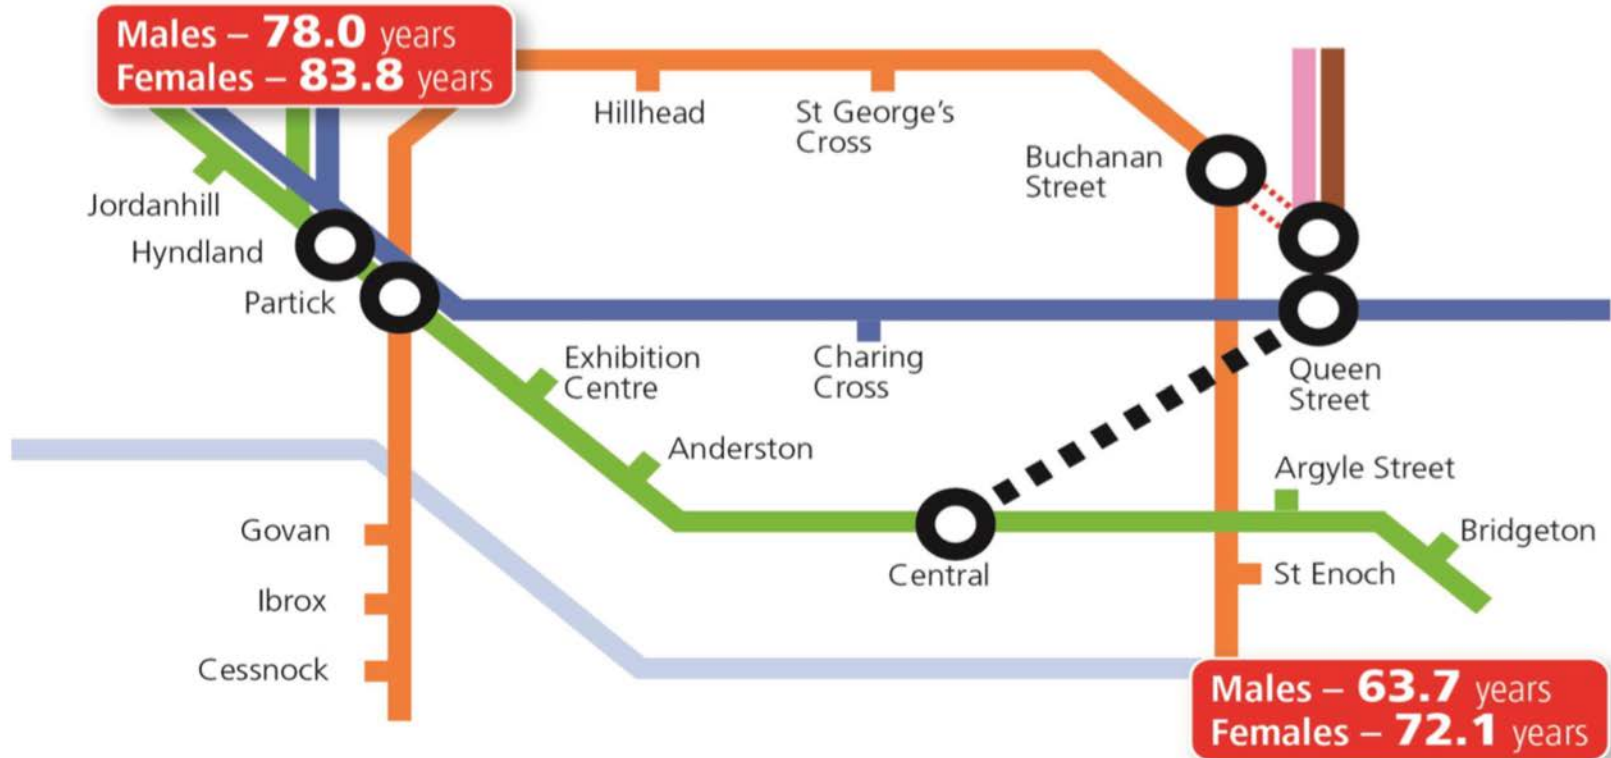 Males – 78.0 years
Females – 83.8 years
Hillhead
St George's
Cross
Buchanan
Street
Jordanhill
Hyndland
Partick
Exhibition
Centre
Charing
Cross
Queen
Street
Anderston
Argyle Street
Govan
Bridgeton
Central
St Enoch
Ibrox
Cessnock
Males – 63.7 years
Females – 72.1 years